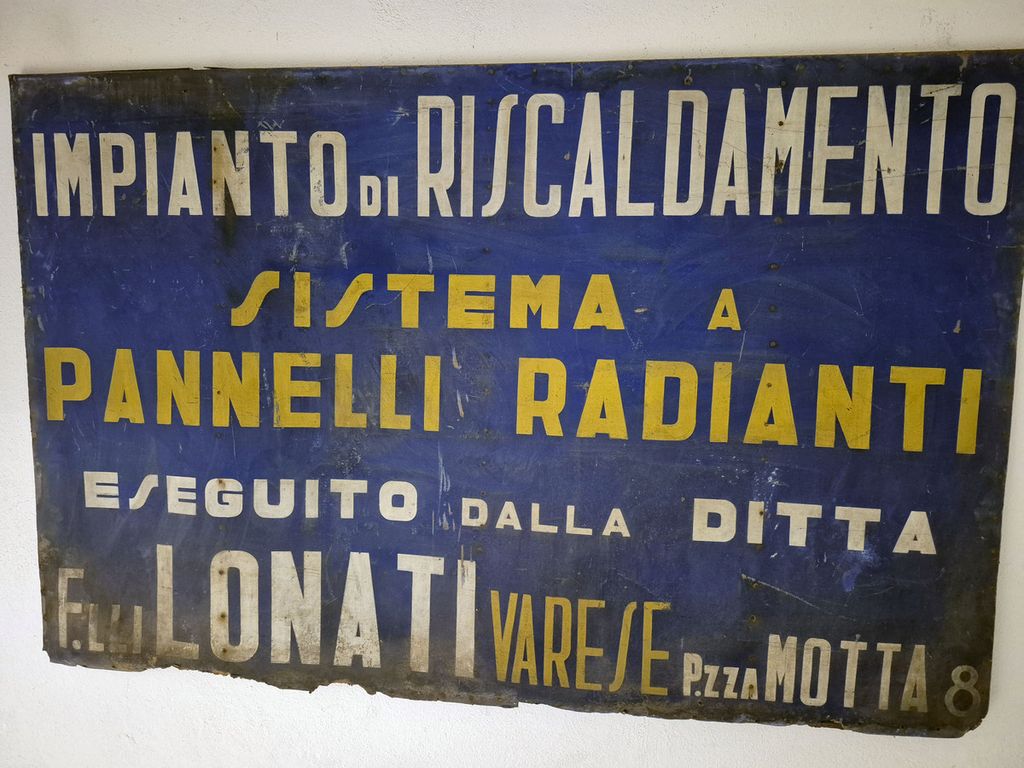 IMPIANTO DI RISCALDAMENTO
SISTEMA A
PANNELLI RADIANTI
ESEGUITO DALLA DITTA
F.LLI LONATI VARESE P.ZZA MOTTA 8